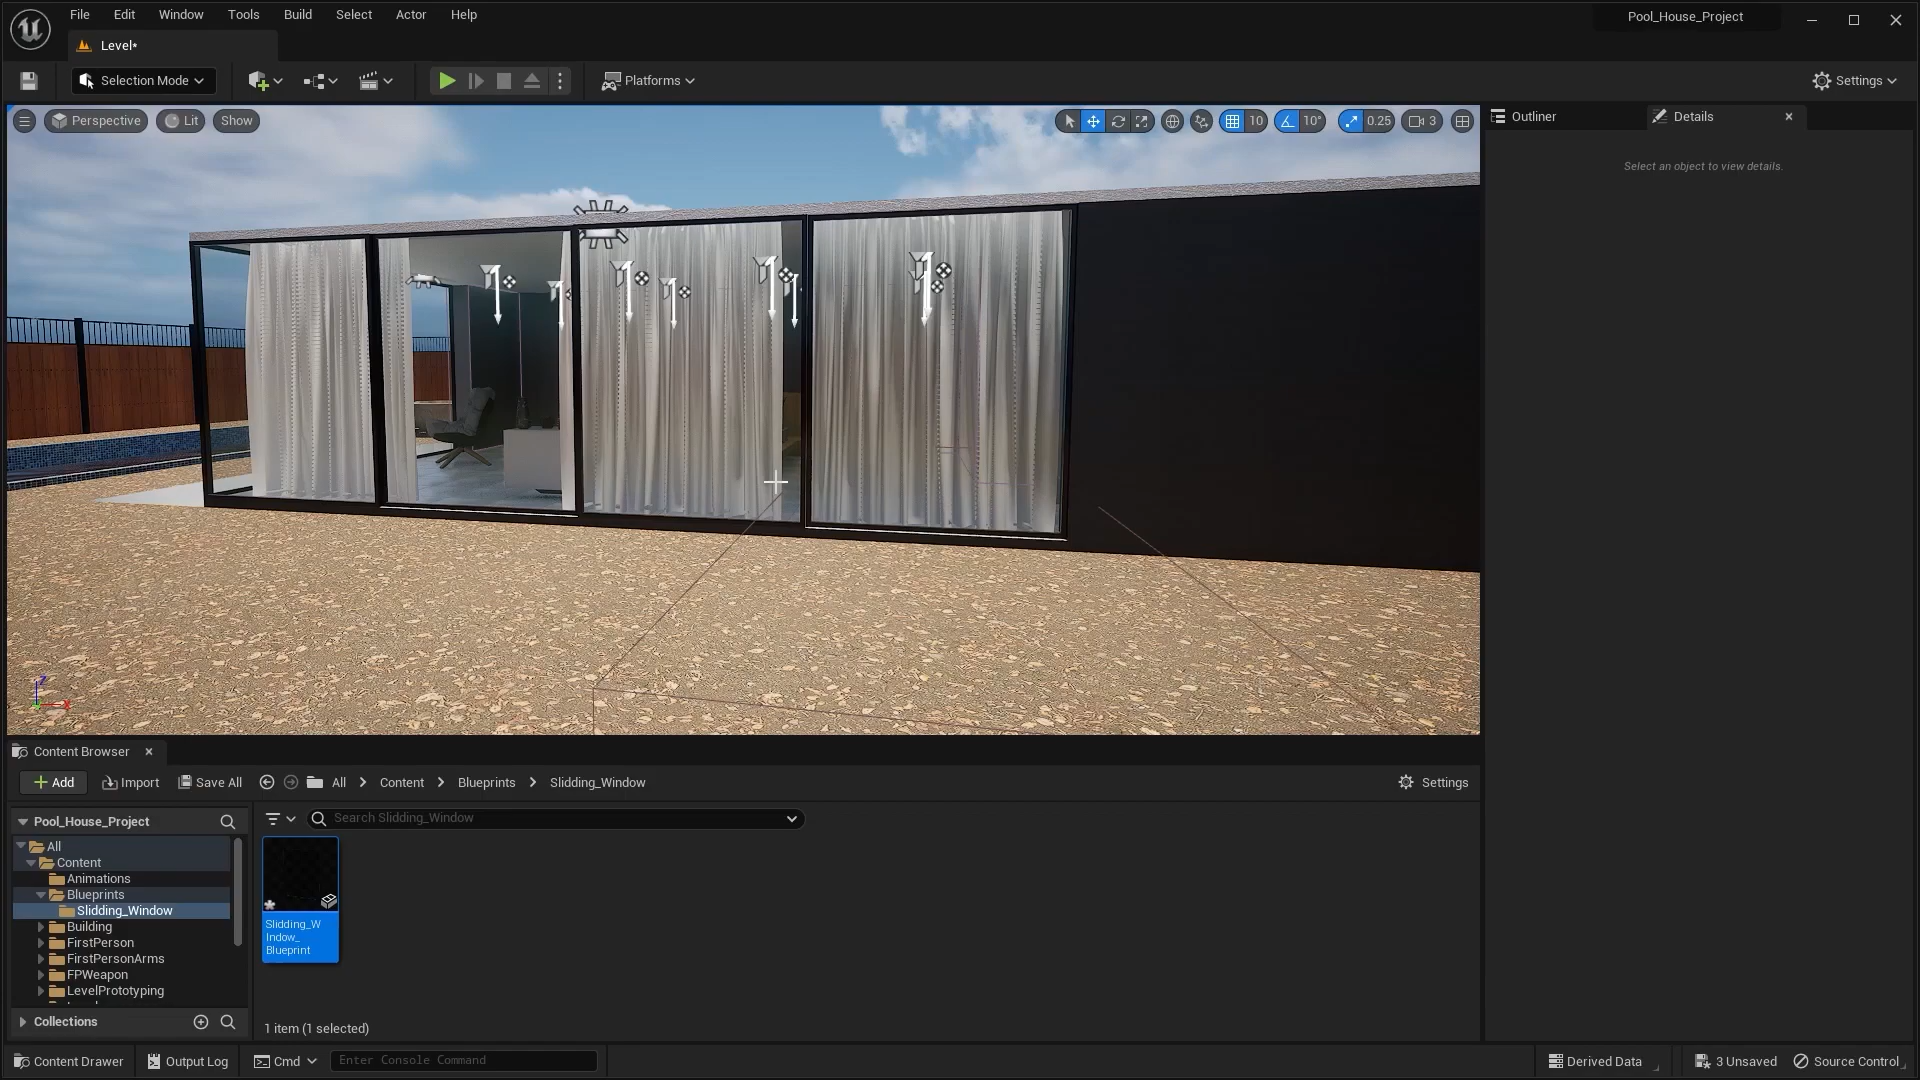 File Edit Window Tools Build Select Actor Help
Pool_House_Project
Level*
Selection Mode
Platforms
Settings
Perspective Lit Show
10 10° 0.25 3
Outliner Details
Select an object to view details.
Z
X
Content Browser
Add Import Save All All Content Blueprints Slidding_Window Settings
Pool_House_Project
Search Slidding_Window
All
Content
Animations
Blueprints
Slidding_Window
Building
FirstPerson
FirstPersonArms
FPWeapon
LevelPrototyping
Slidding_W
indow_
Blueprint
Collections
1 item (1 selected)
Content Drawer Output Log Cmd Enter Console Command Derived Data 3 Unsaved Source Control